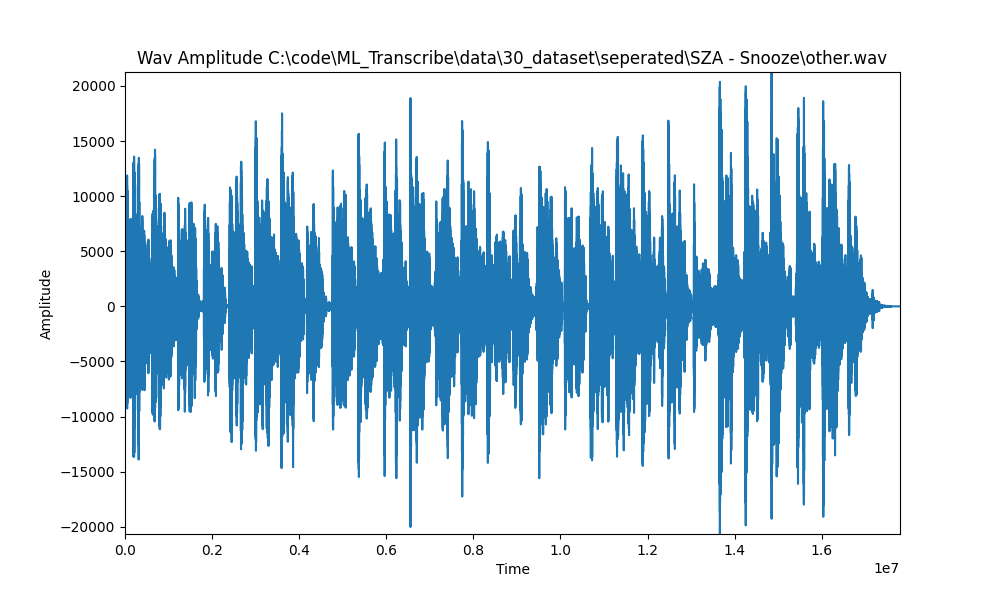 Wav Amplitude C:\code\ML_Transcribe\data\30_dataset\seperated\SZA - Snooze\other.wav
20000
15000
10000
5000
0
−5000
−10000
−15000
−20000
Amplitude
0.0 0.2 0.4 0.6 0.8 1.0 1.2 1.4 1.6
1e7
Time